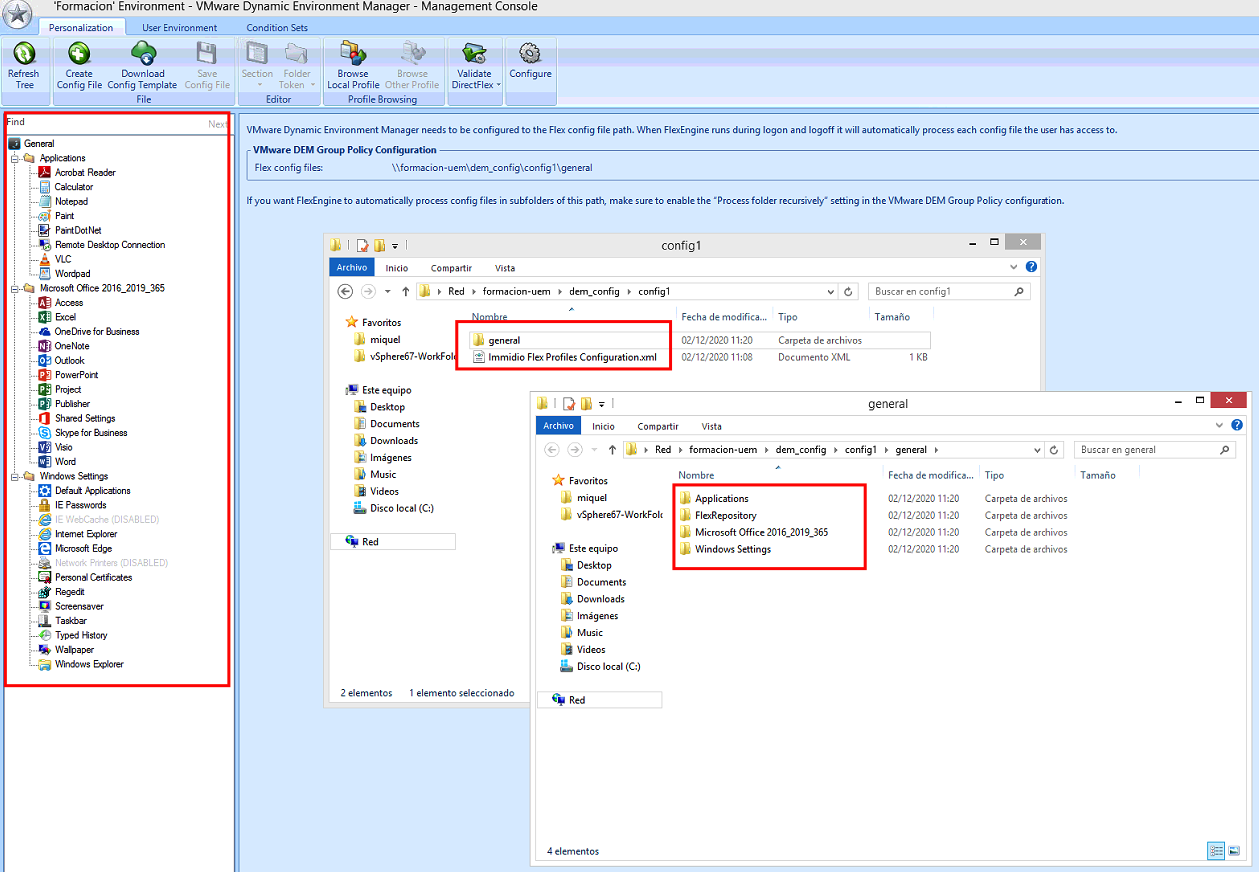 'Formacion' Environment - VMware Dynamic Environment Manager - Management Console
Personalization User Environment Condition Sets
Refresh Tree
Create Config File
Download Config Template
Save Config File
File
Section
Folder Token
Editor
Browse Local Profile
Browse Other Profile
Profile Browsing
Validate DirectFlex
Configure
Find Next
General
Applications
Acrobat Reader
Calculator
Notepad
Paint
PaintDotNet
Remote Desktop Connection
VLC
Wordpad
Microsoft Office 2016_2019_365
Access
Excel
OneDrive for Business
OneNote
Outlook
PowerPoint
Project
Publisher
Shared Settings
Skype for Business
Visio
Word
Windows Settings
Default Applications
IE Passwords
IE WebCache (DISABLED)
Internet Explorer
Microsoft Edge
Network Printers (DISABLED)
Personal Certificates
Regedit
Screensaver
Taskbar
Typed History
Wallpaper
Windows Explorer
VMware Dynamic Environment Manager needs to be configured to the Flex config file path. When FlexEngine runs during logon and logoff it will automatically process each config file the user has access to.
VMware DEM Group Policy Configuration
Flex config files: \\formacion-uem\dem_config\config1\general
If you want FlexEngine to automatically process config files in subfolders of this path, make sure to enable the "Process folder recursively" setting in the VMware DEM Group Policy configuration.
config1
Archivo Inicio Compartir Vista
Red formacion-uem dem_config config1 Buscar en config1
Nombre Fecha de modifica... Tipo Tamaño
general 02/12/2020 11:20 Carpeta de archivos
Immidio Flex Profiles Configuration.xml 02/12/2020 11:08 Documento XML 1 KB
Favoritos
miquel
vSphere67-WorkFold
Este equipo
Desktop
Documents
Downloads
Imágenes
Music
Videos
Disco local (C:)
Red
2 elementos 1 elemento seleccionado
general
Archivo Inicio Compartir Vista
Red formacion-uem dem_config config1 general Buscar en general
Nombre Fecha de modifica... Tipo Tamaño
Applications 02/12/2020 11:20 Carpeta de archivos
FlexRepository 02/12/2020 11:20 Carpeta de archivos
Microsoft Office 2016_2019_365 02/12/2020 11:20 Carpeta de archivos
Windows Settings 02/12/2020 11:20 Carpeta de archivos
Favoritos
miquel
vSphere67-WorkFold
Este equipo
Desktop
Documents
Downloads
Imágenes
Music
Videos
Disco local (C:)
Red
4 elementos